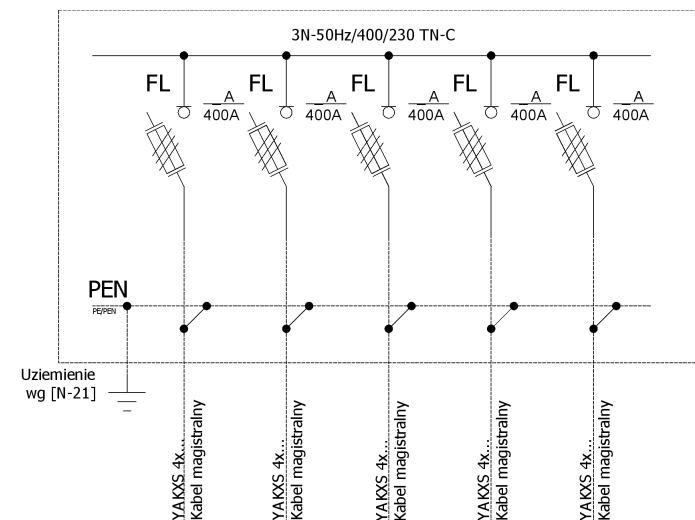 3N-50Hz/400/230 TN-C
FL FL FL FL FL
_A _A _A _A _A
400A 400A 400A 400A 400A
PEN
PE/PEN
Uziemienie
wg [N-21]
YAKXS 4x...
Kabel magistralny
YAKXS 4x...
Kabel magistralny
YAKXS 4x...
Kabel magistralny
YAKXS 4x...
Kabel magistralny
YAKXS 4x...
Kabel magistralny